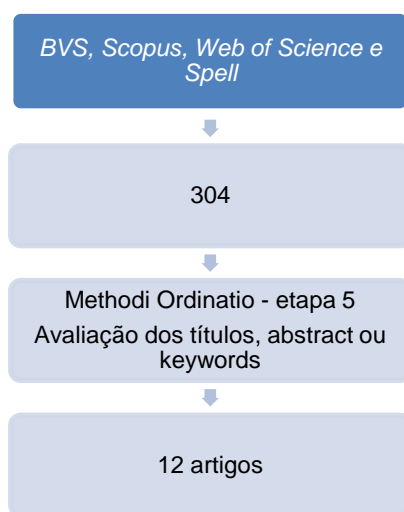 BVS, Scopus, Web of Science e
Spell
304
Methodi Ordinatio - etapa 5
Avaliação dos títulos, abstract ou
keywords
12 artigos